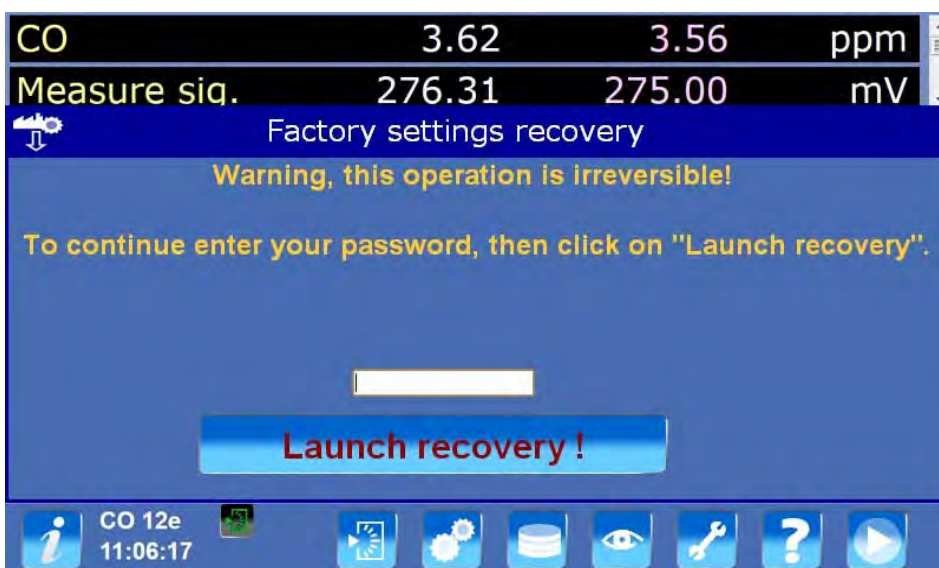 CO 3.62 3.56 ppm
Measure sig. 276.31 275.00 mV
Factory settings recovery
Warning, this operation is irreversible!
To continue enter your password, then click on "Launch recovery".
Launch recovery !
i CO 12e ?
11:06:17